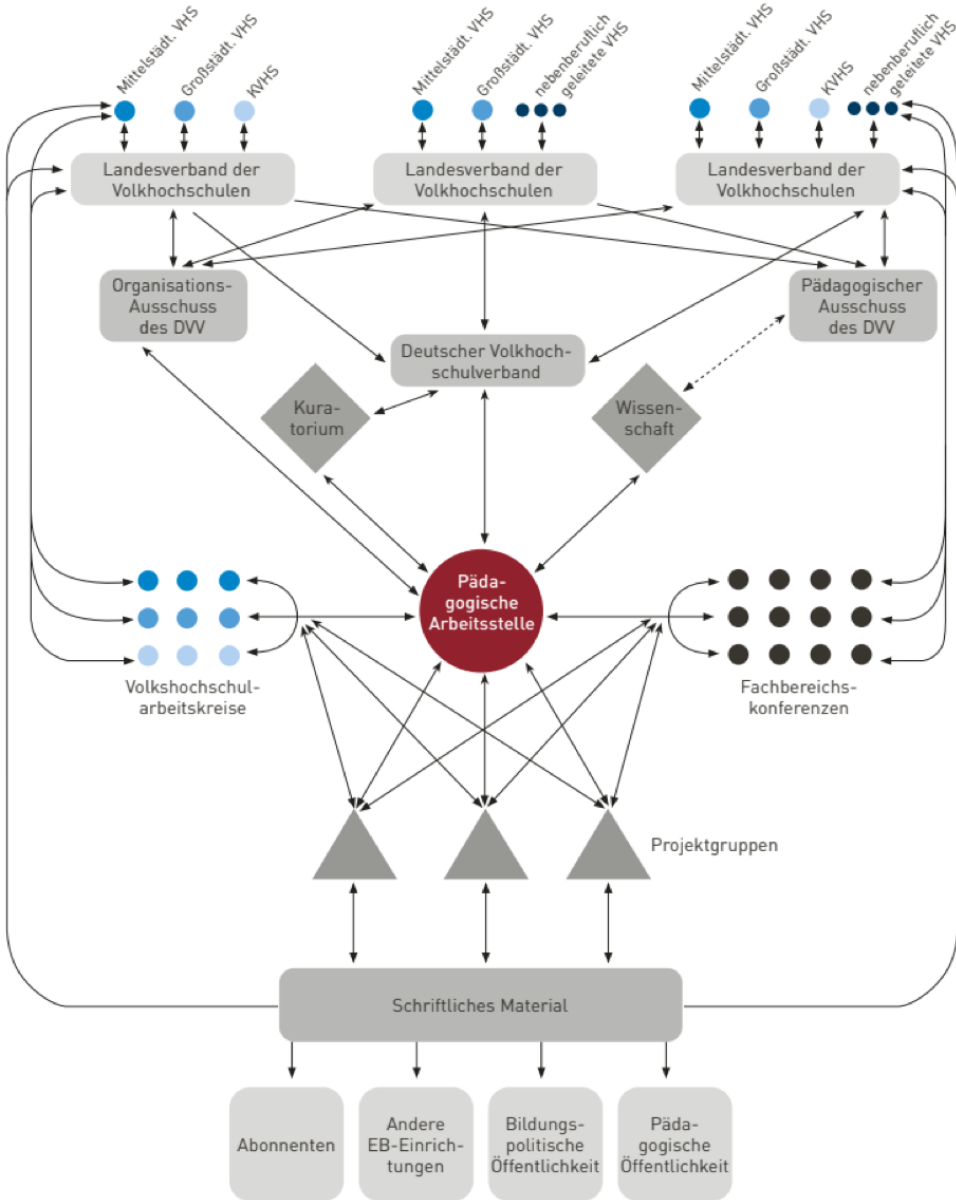 Mittelstädt. VHS
Großstädt. VHS
KVHS
Mittelstädt. VHS
Großstädt. VHS
nebenberuflich
geleitete VHS
Mittelstädt. VHS
Großstädt. VHS
KVHS
nebenberuflich
geleitete VHS
Landesverband der
Volkhochschulen
Landesverband der
Volkhochschulen
Landesverband der
Volkhochschulen
Organisations-
Ausschuss
des DVV
Pädagogischer
Ausschuss
des DVV
Deutscher Volkhoch-
schulverband
Kura-
torium
Wissen-
schaft
Päda-
gogische
Arbeitsstelle
Volkshochschul-
arbeitskreise
Fachbereichs-
konferenzen
Projektgruppen
Schriftliches Material
Abonnenten
Andere
EB-Einrich-
tungen
Bildungs-
politische
Öffentlichkeit
Päda-
gogische
Öffentlichkeit